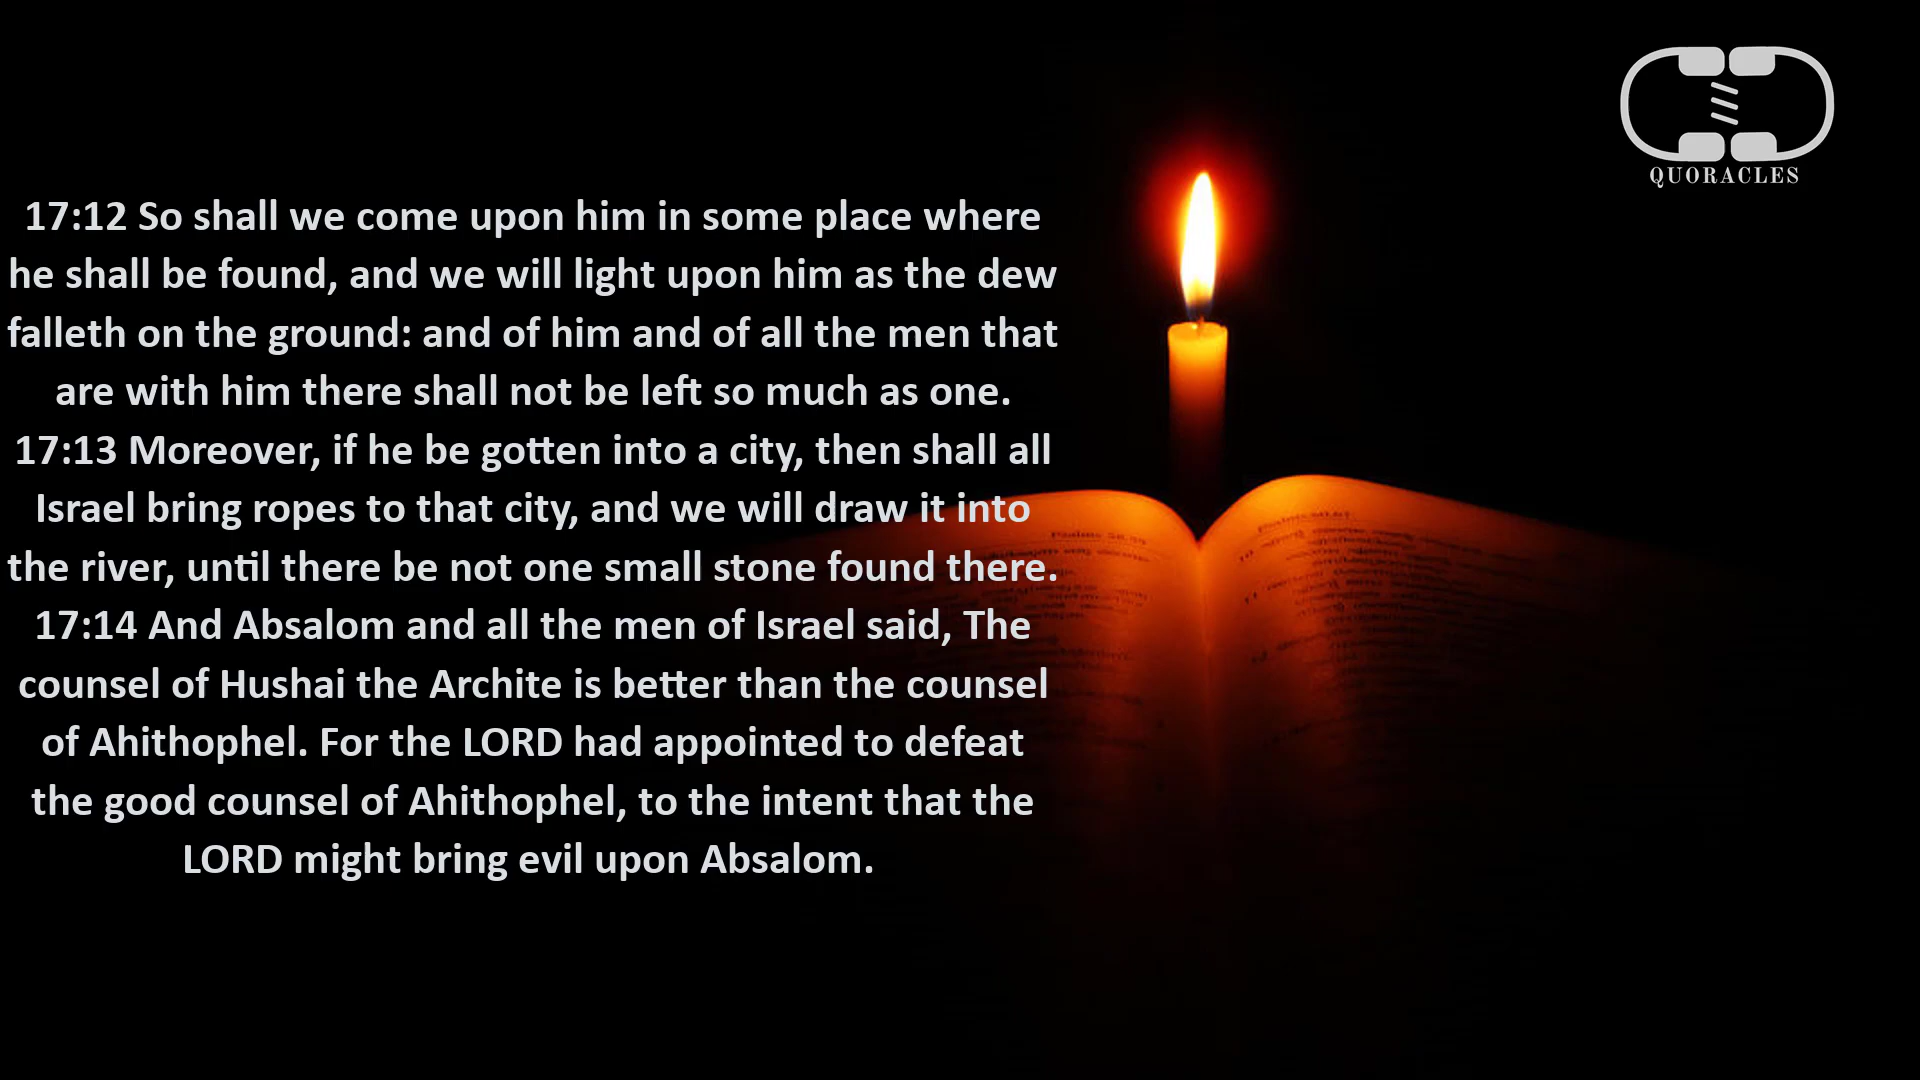 QUORACLES
17:12 So shall we come upon him in some place where
he shall be found, and we will light upon him as the dew
falleth on the ground: and of him and of all the men that
are with him there shall not be left so much as one.
17:13 Moreover, if he be gotten into a city, then shall all
Israel bring ropes to that city, and we will draw it into
the river, until there be not one small stone found there.
17:14 And Absalom and all the men of Israel said, The
counsel of Hushai the Archite is better than the counsel
of Ahithophel. For the LORD had appointed to defeat
the good counsel of Ahithophel, to the intent that the
LORD might bring evil upon Absalom.